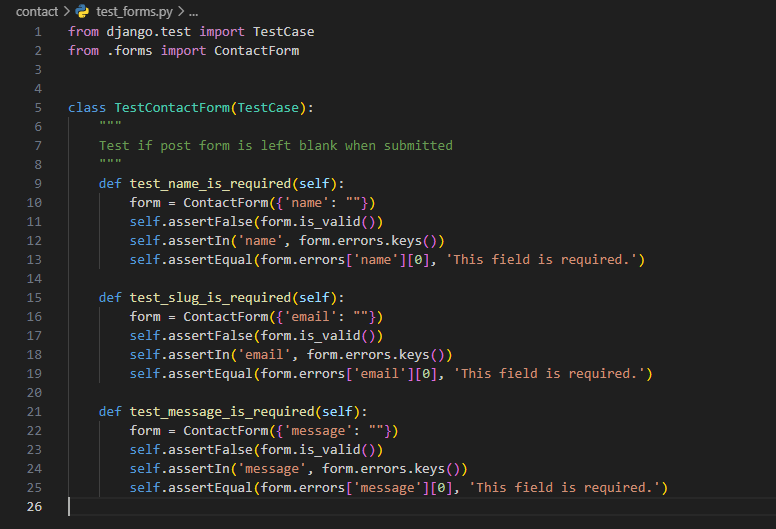 contact > test_forms.py > ...
1 from django.test import TestCase
2 from .forms import ContactForm
3
4
5 class TestContactForm(TestCase):
6     """
7     Test if post form is left blank when submitted
8     """
9     def test_name_is_required(self):
10         form = ContactForm({'name': ""})
11         self.assertFalse(form.is_valid())
12         self.assertIn('name', form.errors.keys())
13         self.assertEqual(form.errors['name'][0], 'This field is required.')
14
15     def test_slug_is_required(self):
16         form = ContactForm({'email': ""})
17         self.assertFalse(form.is_valid())
18         self.assertIn('email', form.errors.keys())
19         self.assertEqual(form.errors['email'][0], 'This field is required.')
20
21     def test_message_is_required(self):
22         form = ContactForm({'message': ""})
23         self.assertFalse(form.is_valid())
24         self.assertIn('message', form.errors.keys())
25         self.assertEqual(form.errors['message'][0], 'This field is required.')
26